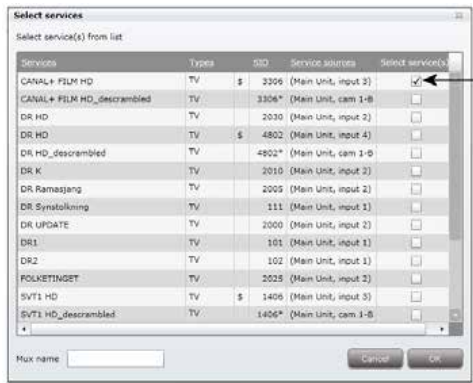 Select services
Select service(s) from list
Services Types SID Service sources Select service(s)
CANAL+ FILM HD TV $ 3306 (Main Unit, input 3)
CANAL+ FILM HD_descrambled TV 3306* (Main Unit, cam 1-B
DR HD TV 2030 (Main Unit, input 2)
DR HD TV $ 4802 (Main Unit, input 4)
DR HD_descrambled TV 4802* (Main Unit, cam 1-B
DR K TV 2010 (Main Unit, input 2)
DR Ramasjang TV 2005 (Main Unit, input 2)
DR Synstolkning TV 111 (Main Unit, input 1)
DR UPDATE TV 2000 (Main Unit, input 2)
DR1 TV 101 (Main Unit, input 1)
DR2 TV 102 (Main Unit, input 1)
FOLKETINGET TV 2025 (Main Unit, input 2)
SVT1 HD TV $ 1406 (Main Unit, input 3)
SVT1 HD_descrambled TV 1406* (Main Unit, cam 1-B
Mux name Cancel OK